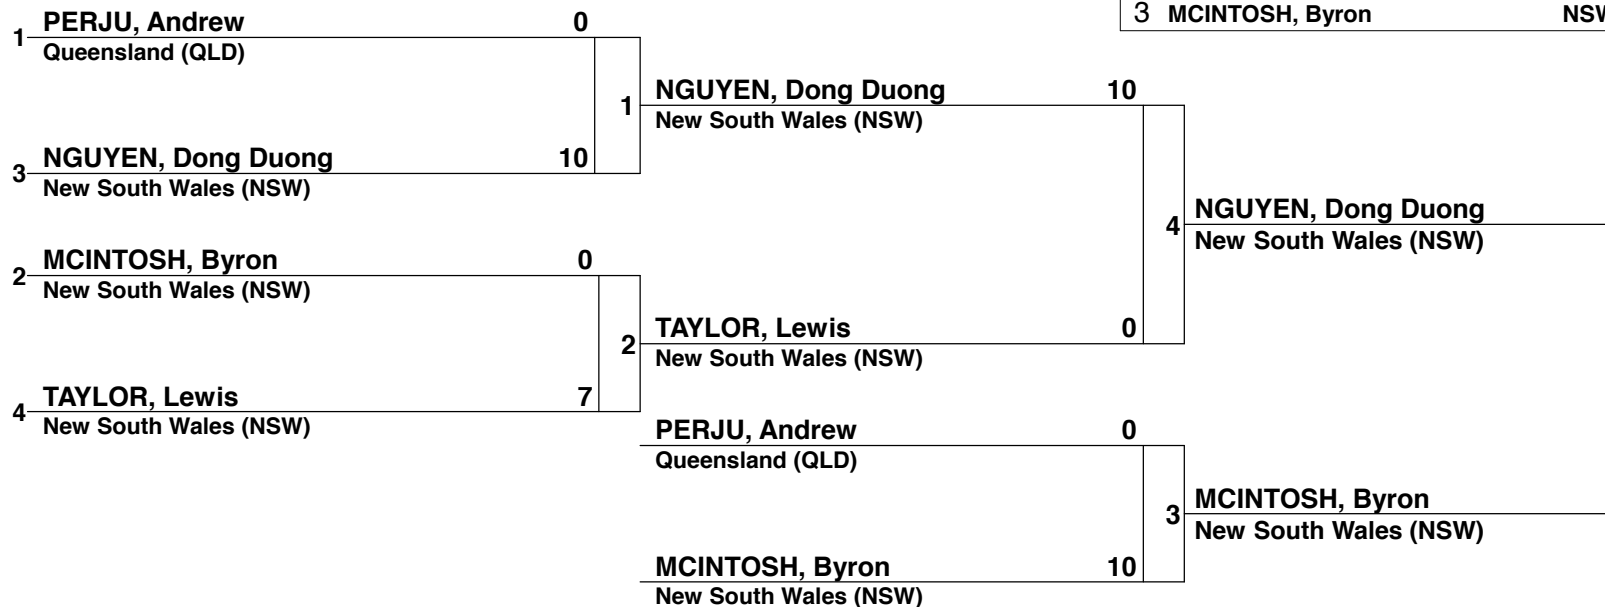 3 MCINTOSH, Byron NSW
1 PERJU, Andrew 0
Queensland (QLD)
3 NGUYEN, Dong Duong 10
New South Wales (NSW)
1 NGUYEN, Dong Duong 10
New South Wales (NSW)
2 MCINTOSH, Byron 0
New South Wales (NSW)
4 TAYLOR, Lewis 7
New South Wales (NSW)
2 TAYLOR, Lewis 0
New South Wales (NSW)
4 NGUYEN, Dong Duong
New South Wales (NSW)
PERJU, Andrew 0
Queensland (QLD)
MCINTOSH, Byron 10
New South Wales (NSW)
3 MCINTOSH, Byron
New South Wales (NSW)